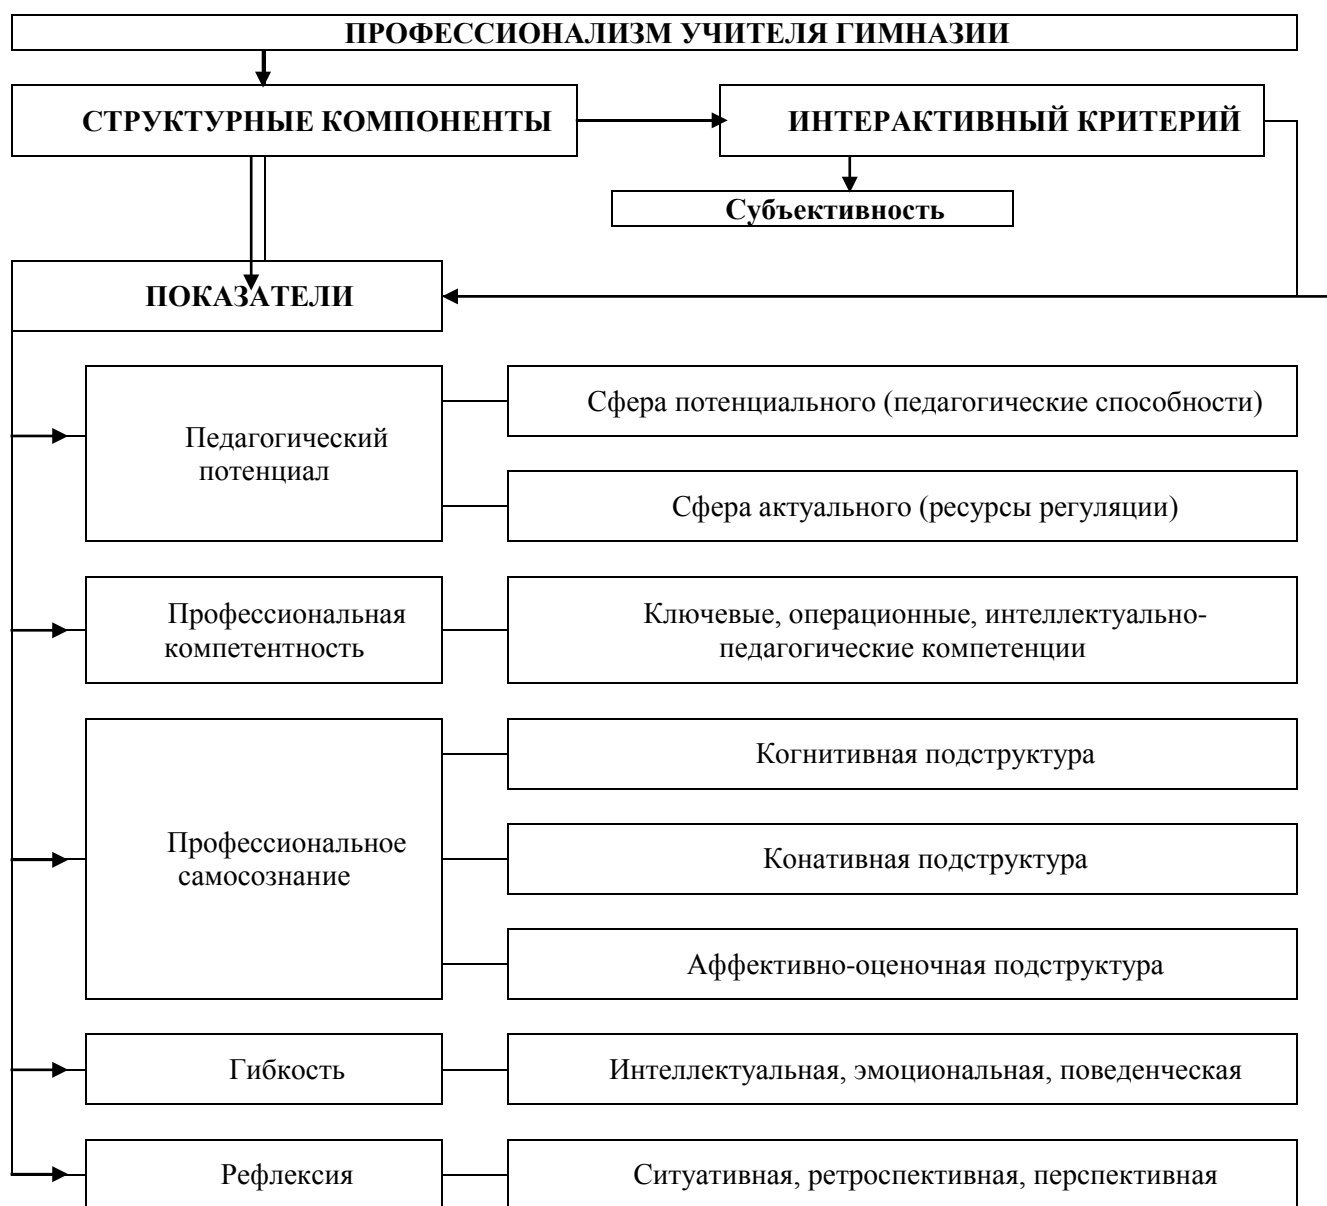 ПРОФЕССИОНАЛИЗМ УЧИТЕЛЯ ГИМНАЗИИ
СТРУКТУРНЫЕ КОМПОНЕНТЫ
ИНТЕРАКТИВНЫЙ КРИТЕРИЙ
Субъективность
ПОКАЗАТЕЛИ
Педагогический
потенциал
Сфера потенциального (педагогические способности)
Сфера актуального (ресурсы регуляции)
Профессиональная
компетентность
Ключевые, операционные, интеллектуально-
педагогические компетенции
Профессиональное
самосознание
Когнитивная подструктура
Конативная подструктура
Аффективно-оценочная подструктура
Гибкость
Интеллектуальная, эмоциональная, поведенческая
Рефлексия
Ситуативная, ретроспективная, перспективная